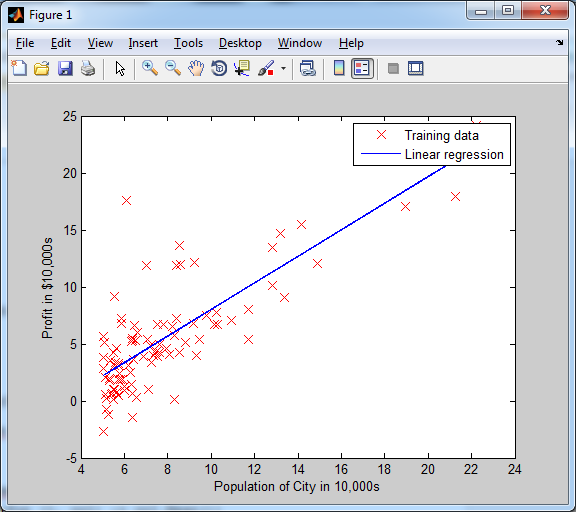 Figure 1
File Edit View Insert Tools Desktop Window Help
25
20
15
10
5
0
-5
4 6 8 10 12 14 16 18 20 22 24
Profit in $10,000s
Population of City in 10,000s
Training data
Linear regression